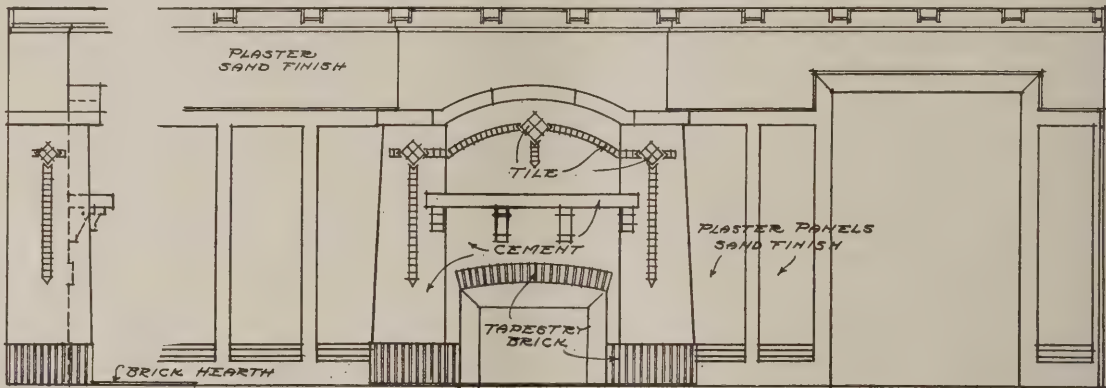 PLASTER
SAND FINISH
TILE
PLASTER PANELS
SAND FINISH
CEMENT
TAPESTRY
BRICK
BRICK HEARTH